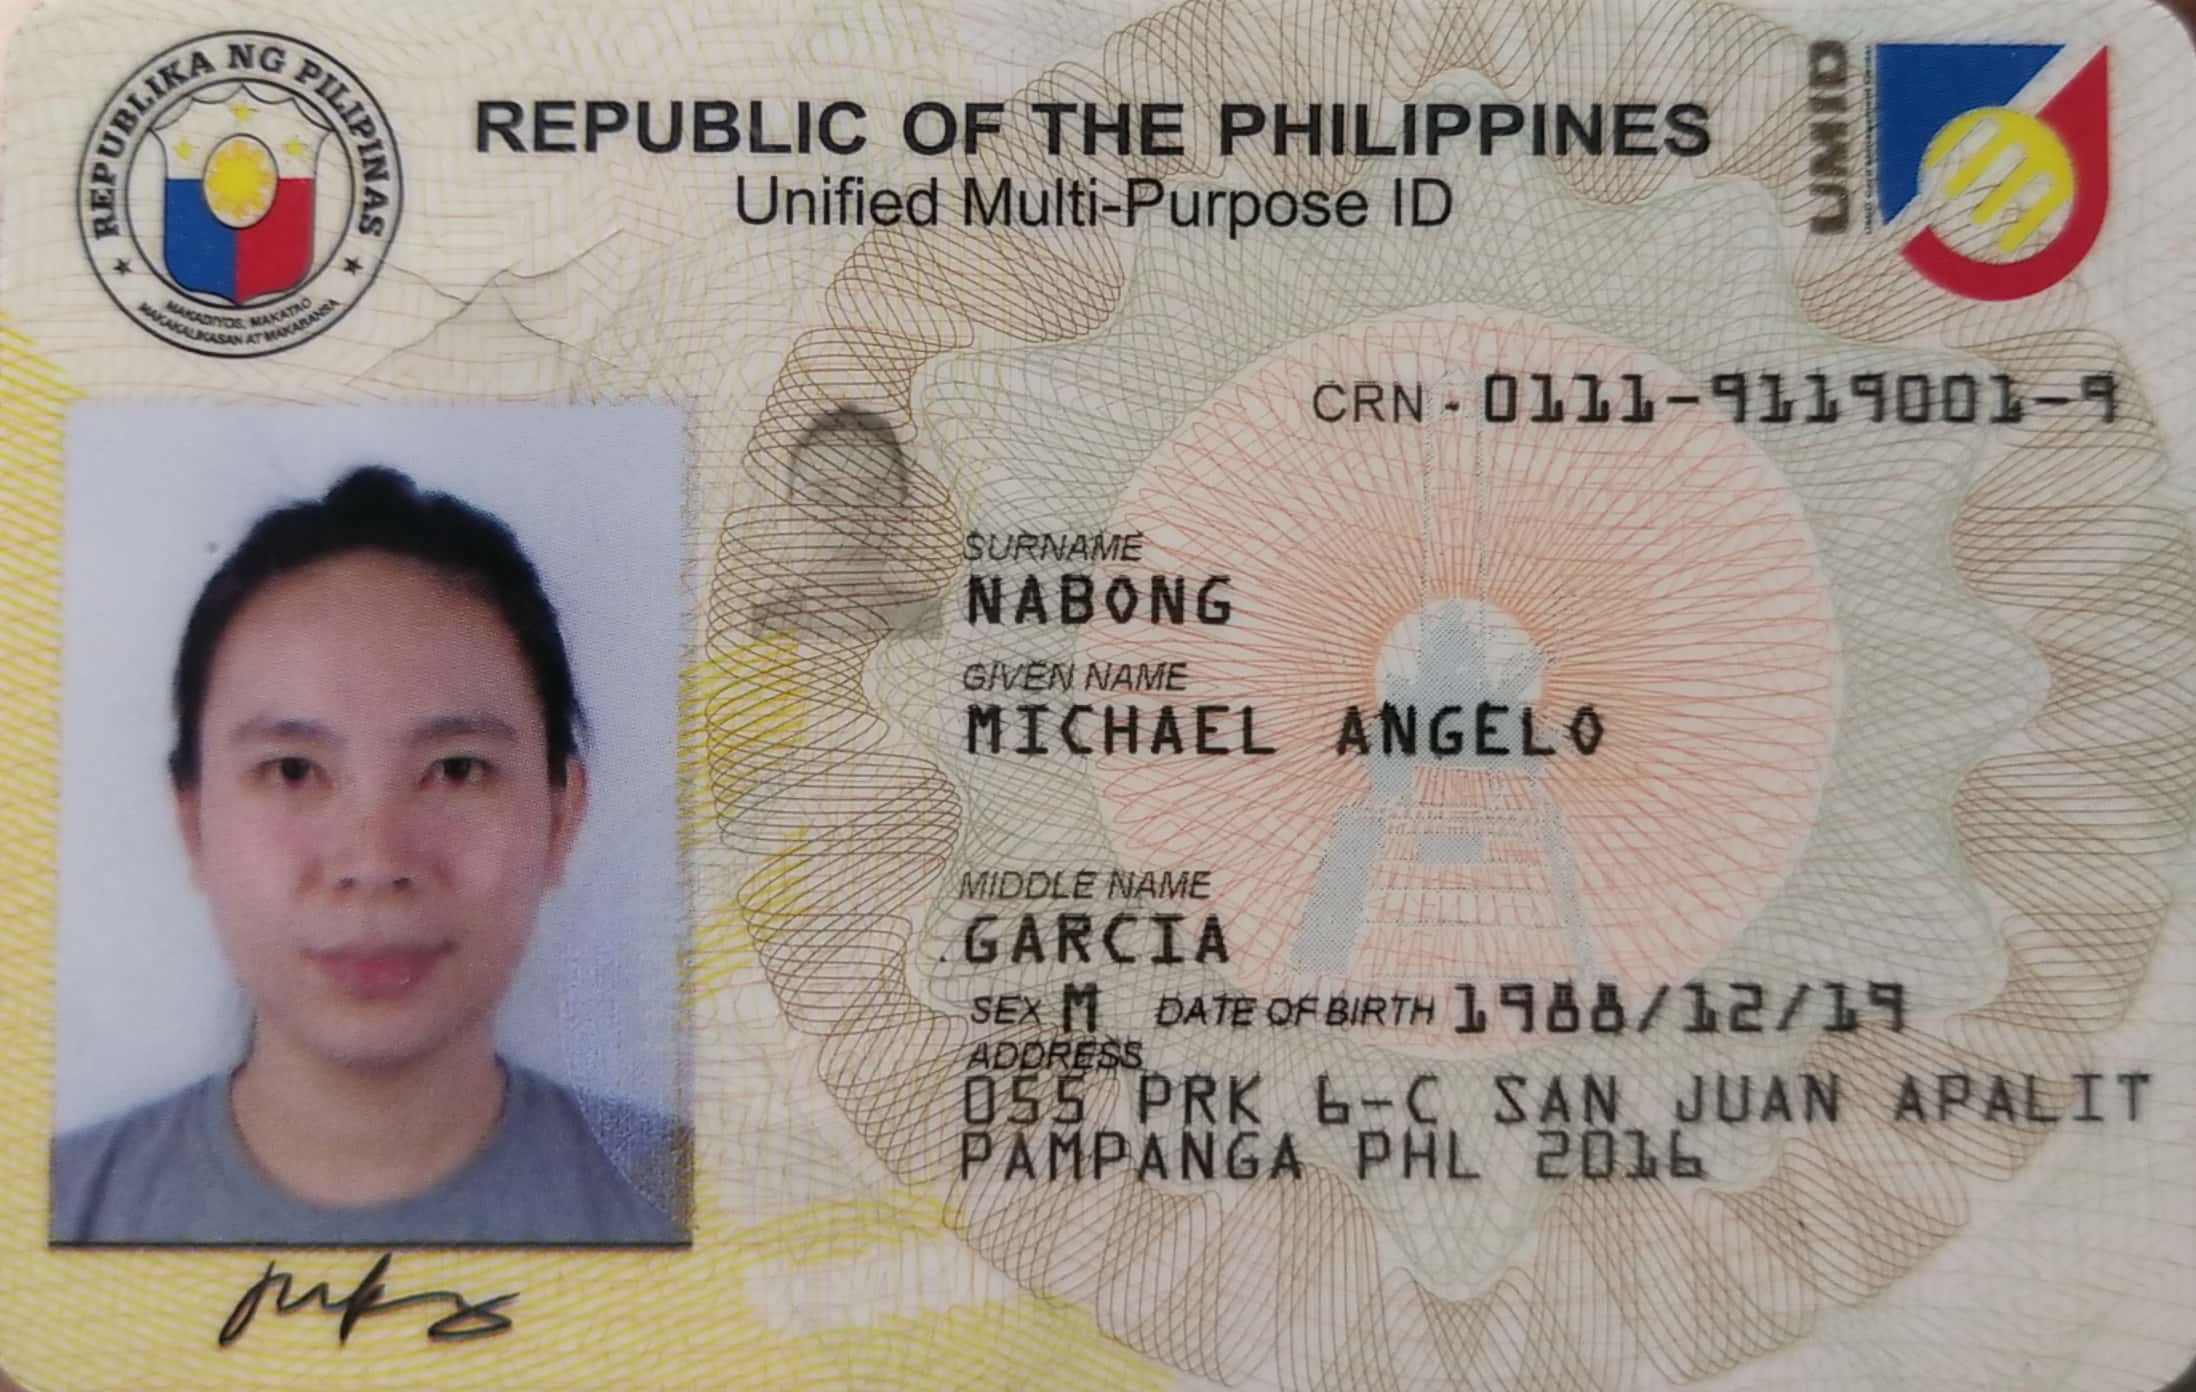 REPUBLIKA NG PILIPINAS
MAKADIYOS, MAKATAO
MAKAKALIKASAN AT MAKABANSA
REPUBLIC OF THE PHILIPPINES
Unified Multi-Purpose ID
UMID
CRN - 0111-9119001-9
SURNAME
NABONG
GIVEN NAME
MICHAEL ANGELO
MIDDLE NAME
GARCIA
SEX M DATE OF BIRTH 1988/12/19
ADDRESS
055 PRK 6-C SAN JUAN APALIT
PAMPANGA PHL 2016